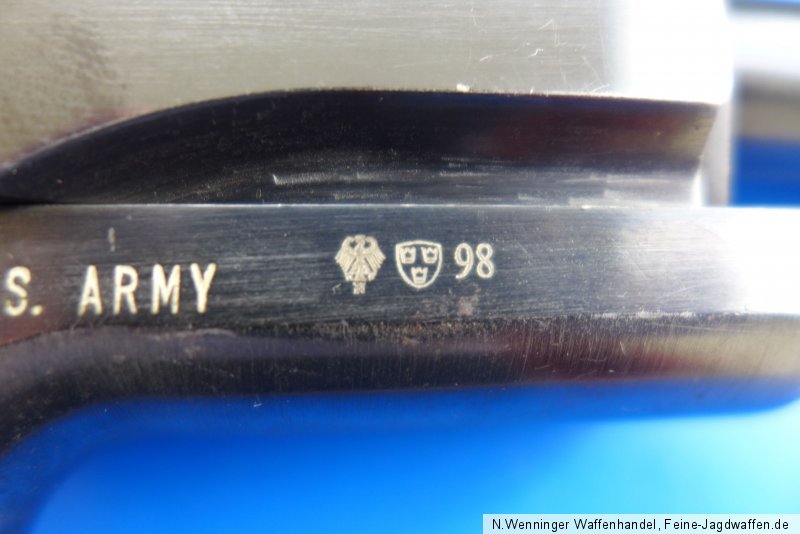 S. ARMY 98
N.Wenninger Waffenhandel, Feine-Jagdwaffen.de